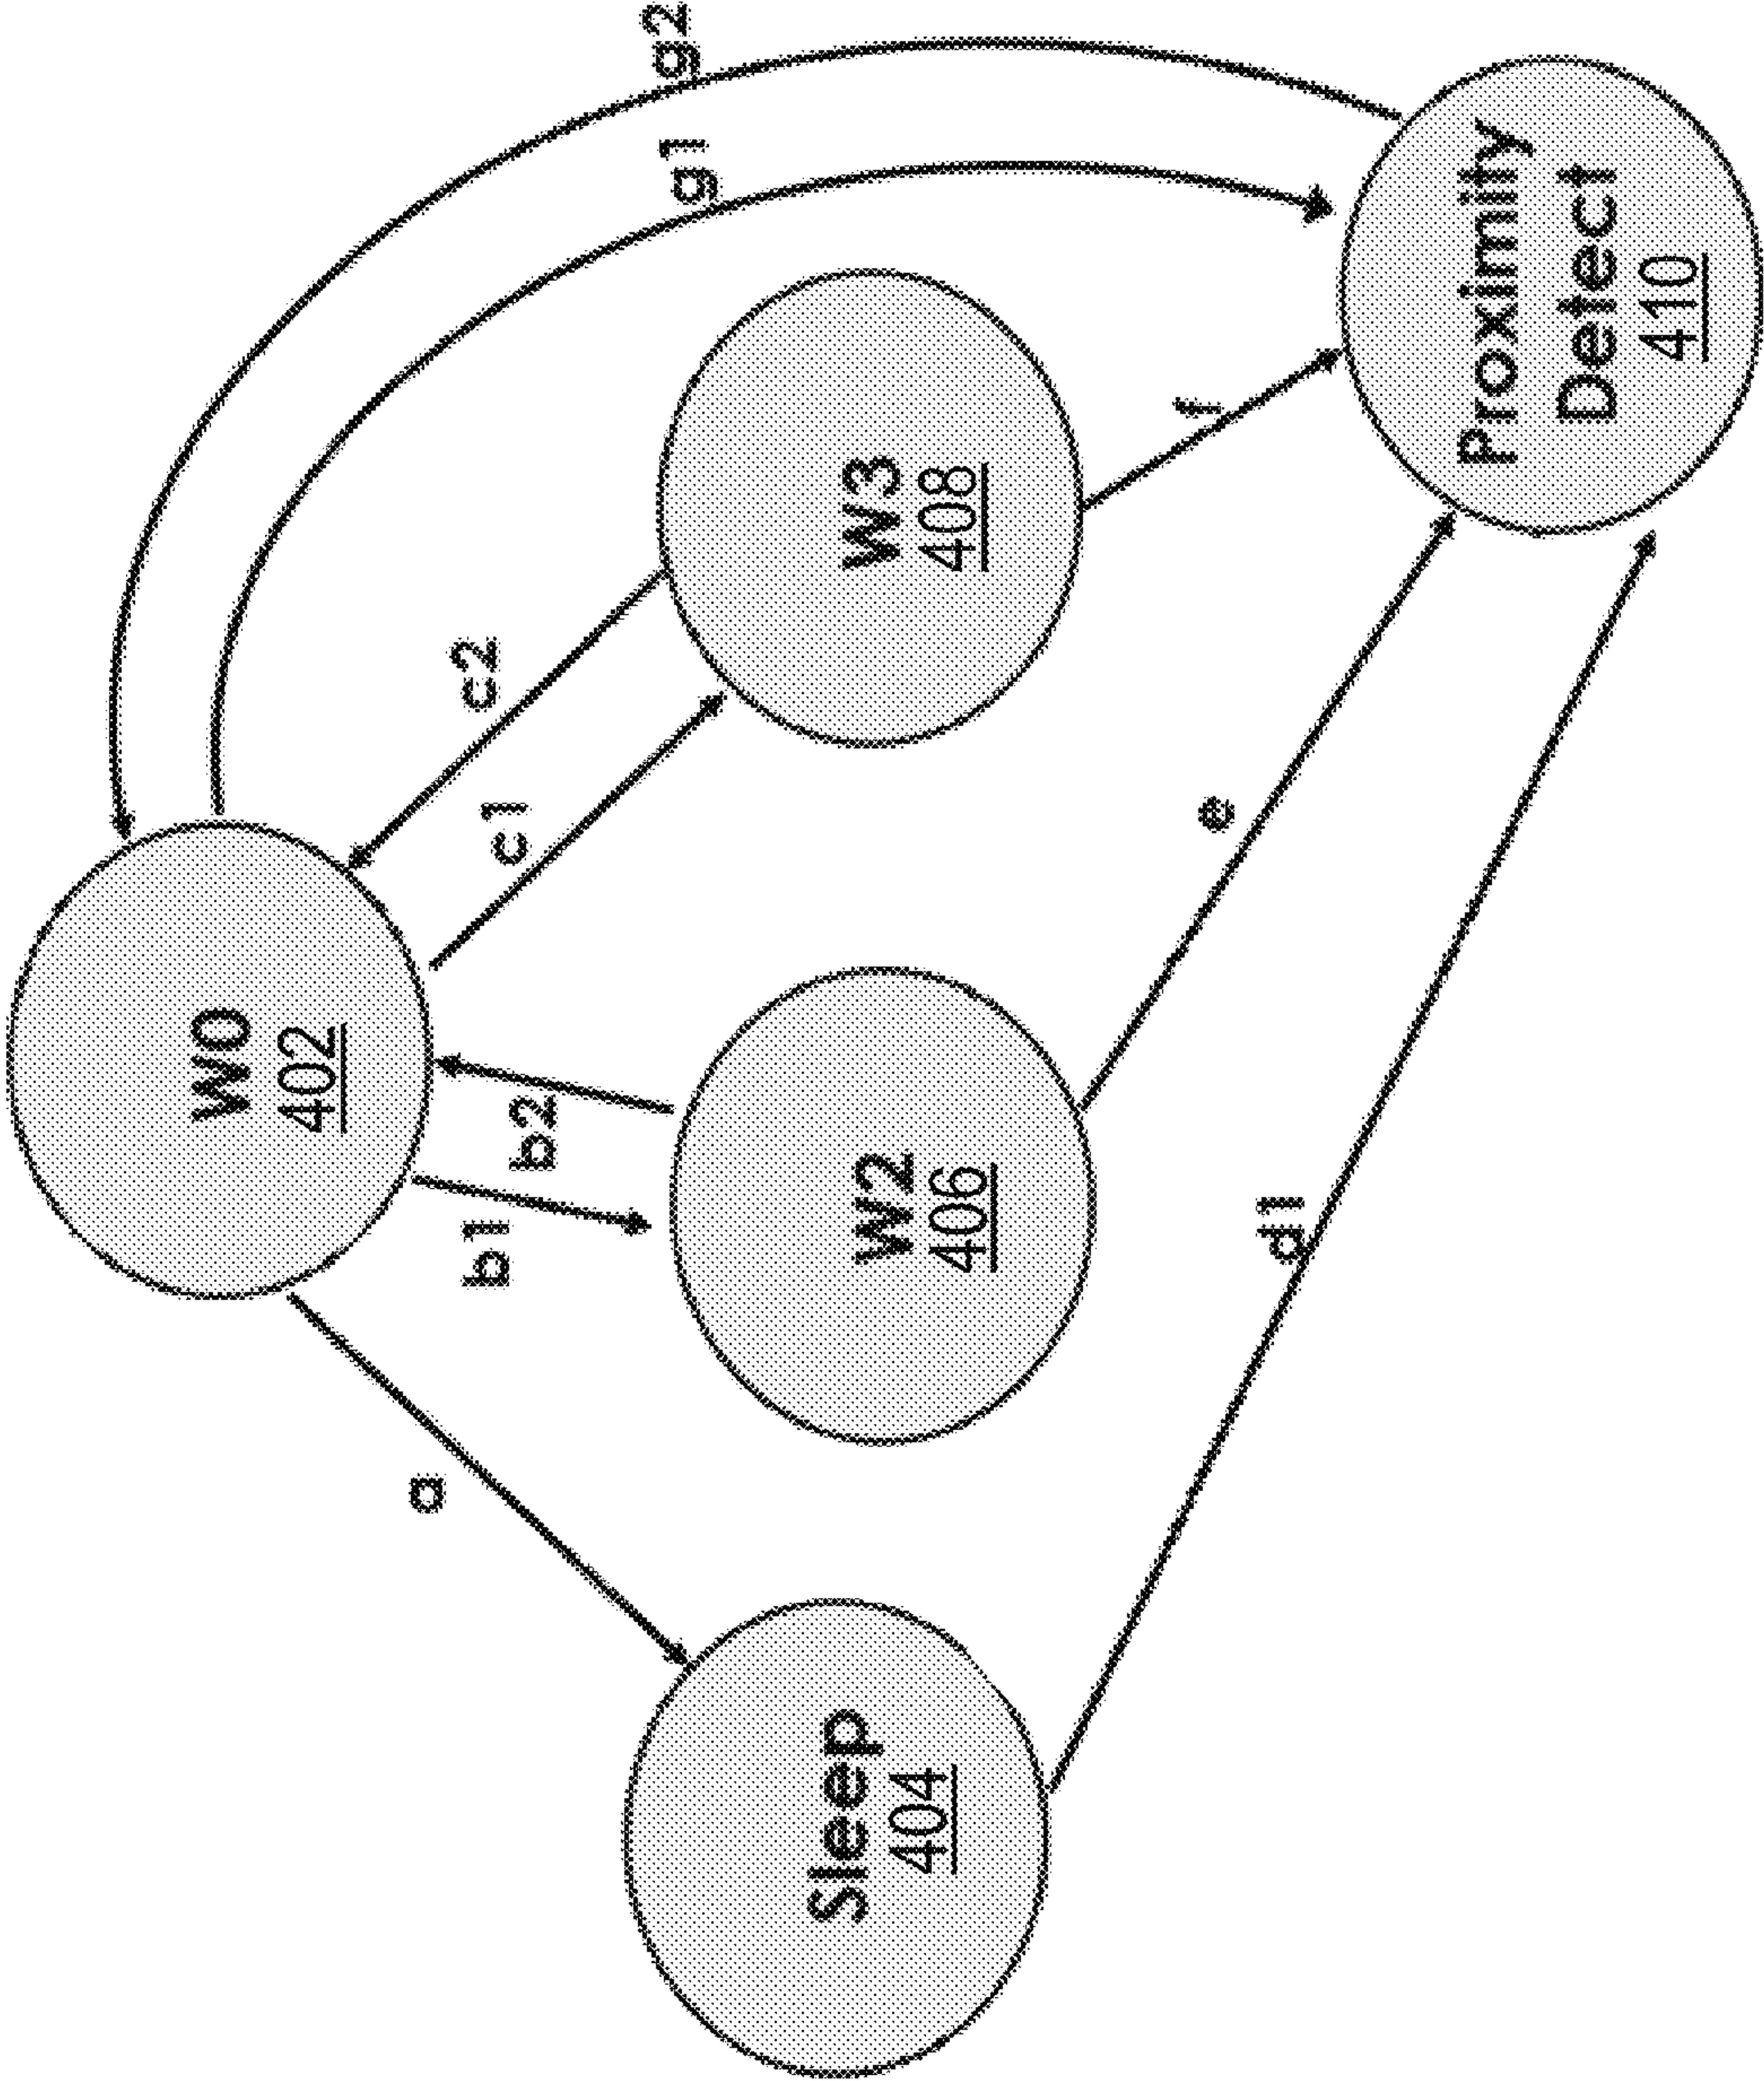 W0
402
a
b1
b2
c1
c2
g1
g2
Sleep
404
W2
406
W3
408
d1
e
f
Proximity
Detect
410